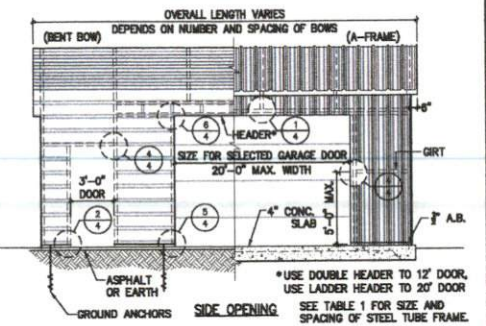 OVERALL LENGTH VARIES
DEPENDS ON NUMBER AND SPACING OF BOWS
(BENT BOW)
(A-FRAME)
6"
6
4
HEADER*
1
4
4
4
SIZE FOR SELECTED GARAGE DOOR
20'-0" MAX. WIDTH
GIRT
3'-0"
DOOR
2
4
5
4
4" CONC.
SLAB
5'-0" MAX.
A.B.
ASPHALT
OR EARTH
GROUND ANCHORS
*USE DOUBLE HEADER TO 12' DOOR,
USE LADDER HEADER TO 20' DOOR
SIDE OPENING
SEE TABLE 1 FOR SIZE AND
SPACING OF STEEL TUBE FRAME.